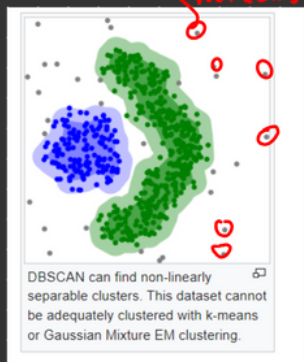 DBSCAN can find non-linearly
separable clusters. This dataset cannot
be adequately clustered with k-means
or Gaussian Mixture EM clustering.